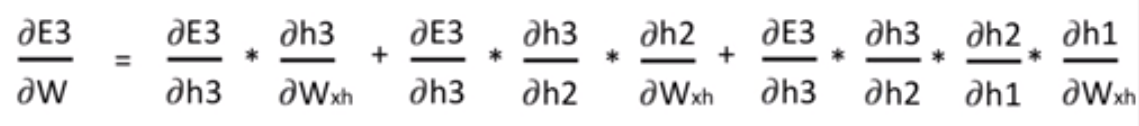 ∂E3/∂W = ∂E3/∂h3 * ∂h3/∂Wxh + ∂E3/∂h3 * ∂h3/∂h2 * ∂h2/∂Wxh + ∂E3/∂h3 * ∂h3/∂h2 * ∂h2/∂h1 * ∂h1/∂Wxh